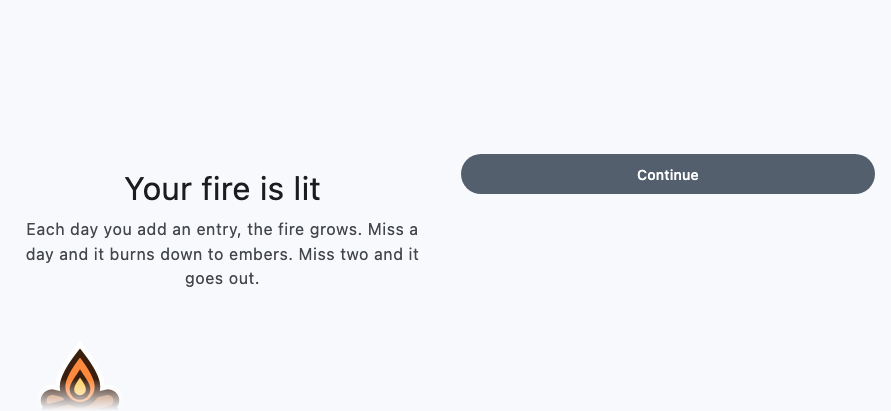 Your fire is lit
Each day you add an entry, the fire grows. Miss a
day and it burns down to embers. Miss two and it
goes out.
Continue